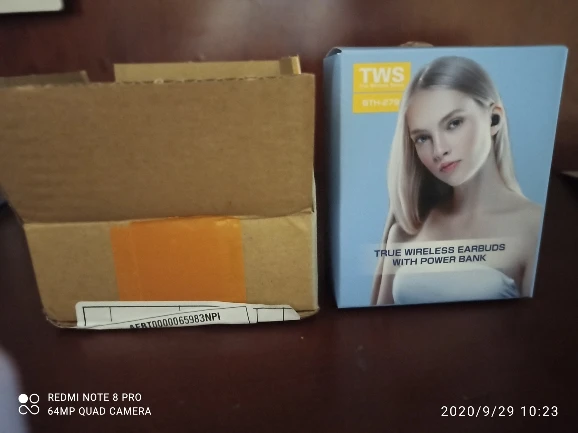 TWS
TRUE WIRELESS EARBUDS
WITH POWER BANK
AEBT0000065983NPI
REDMI NOTE 8 PRO
64MP QUAD CAMERA
2020/9/29 10:23